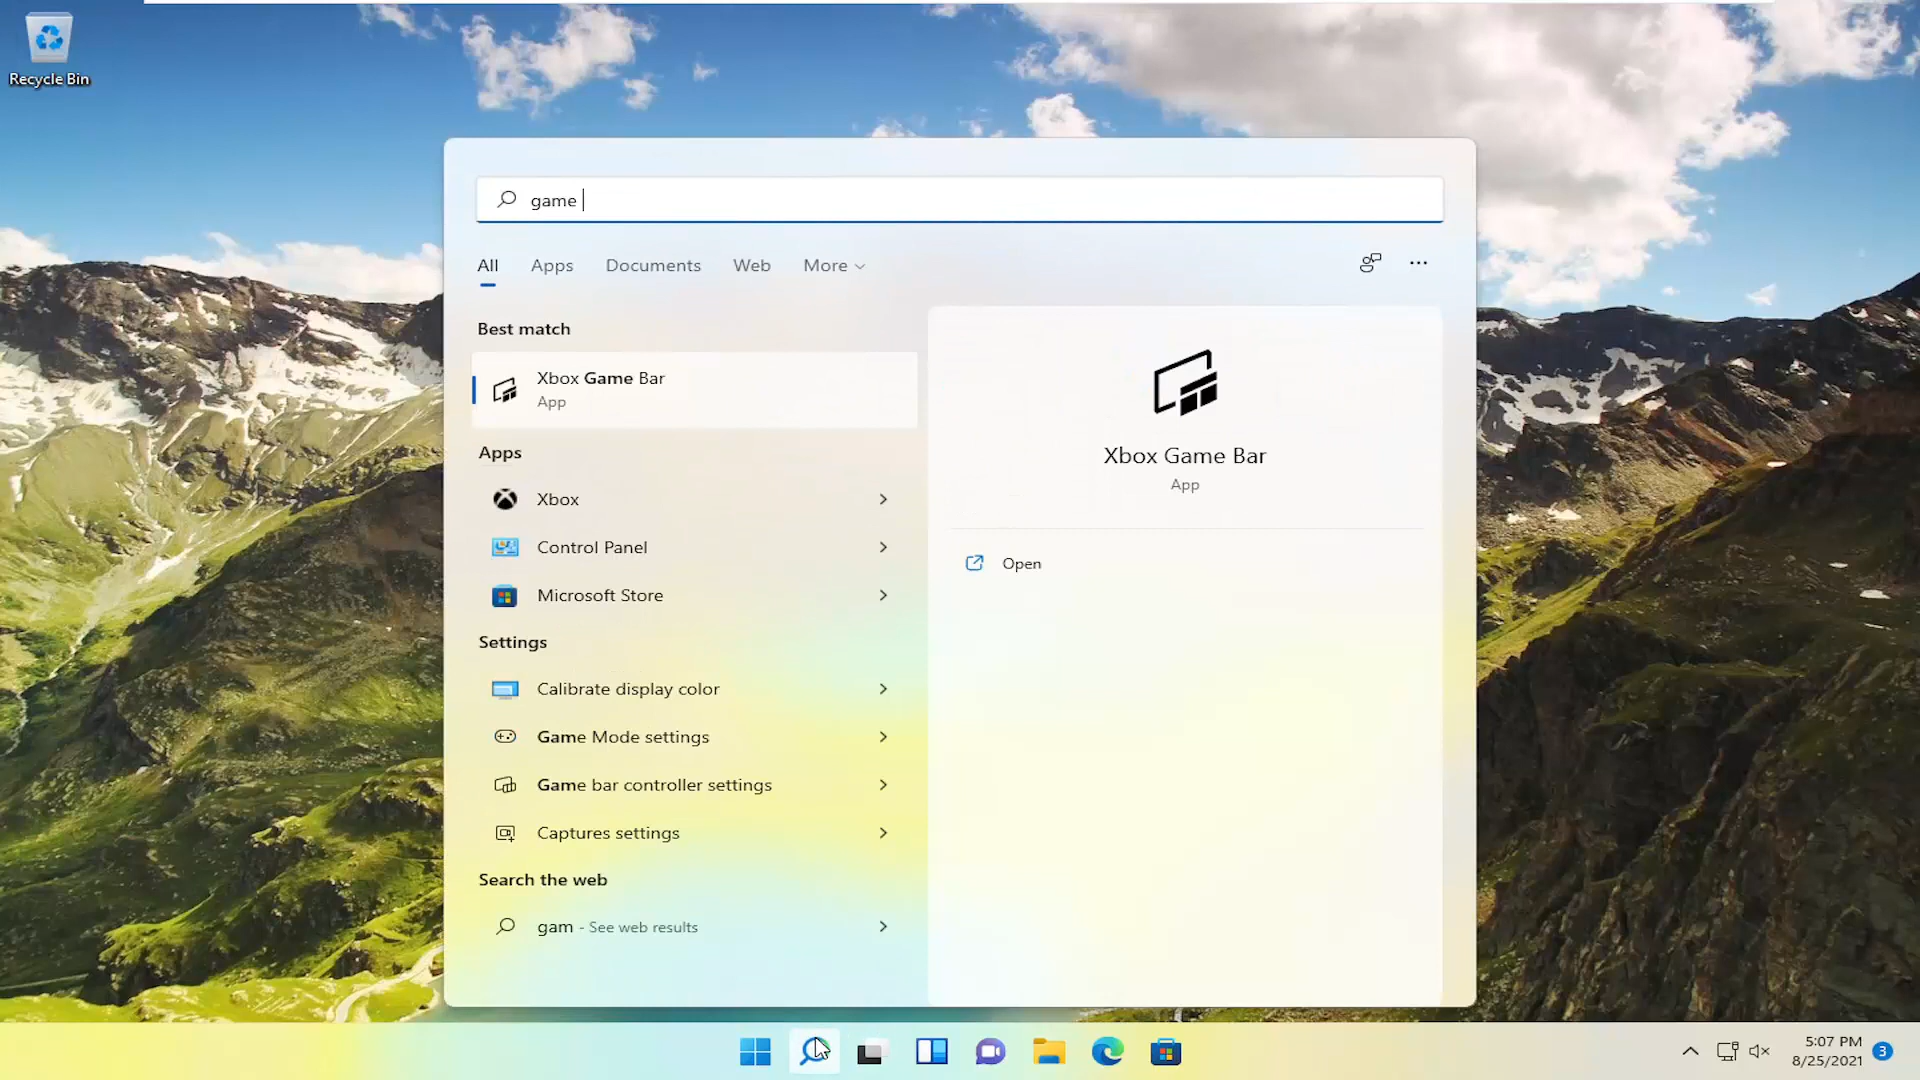 Recycle Bin
game
All Apps Documents Web More
Best match
Xbox Game Bar
App
Apps
Xbox
Control Panel
Microsoft Store
Settings
Calibrate display color
Game Mode settings
Game bar controller settings
Captures settings
Search the web
gam - See web results
Xbox Game Bar
App
Open
5:07 PM
8/25/2021
3